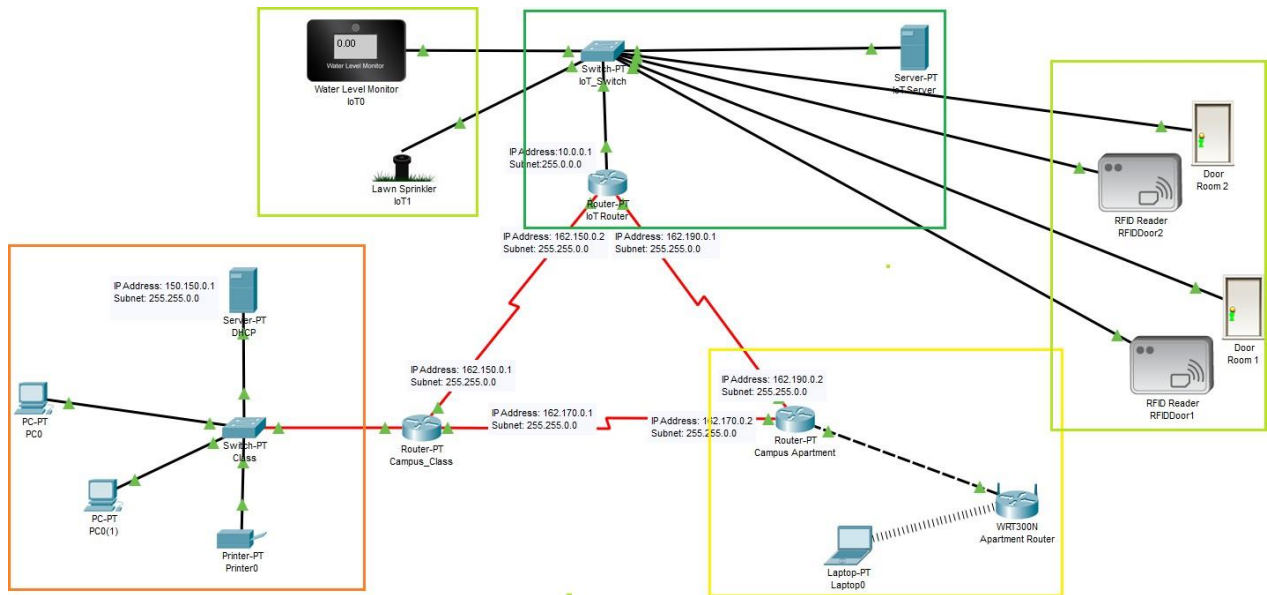 0.00
Water Level Monitor
Water Level Monitor
IoT0
Lawn Sprinkler
IoT1
Switch-PT
IoT_Switch
Server-PT
IoT Server
IP Address:10.0.0.1
Subnet:255.0.0.0
Router-PT
IoT Router
IP Address: 162.150.0.2
Subnet: 255.255.0.0
IP Address: 162.190.0.1
Subnet: 255.255.0.0
Door
Room 2
RFID Reader
RFIDDoor2
Door
Room 1
RFID Reader
RFIDDoor1
IP Address: 150.150.0.1
Subnet: 255.255.0.0
Server-PT
DHCP
PC-PT
PC0
Switch-PT
Class
PC-PT
PC0(1)
Printer-PT
Printer0
IP Address: 162.150.0.1
Subnet: 255.255.0.0
IP Address: 162.170.0.1
Subnet: 255.255.0.0
Router-PT
Campus_Class
IP Address: 162.190.0.2
Subnet: 255.255.0.0
IP Address: 162.170.0.2
Subnet: 255.255.0.0
Router-PT
Campus Apartment
WRT300N
Apartment Router
Laptop-PT
Laptop0